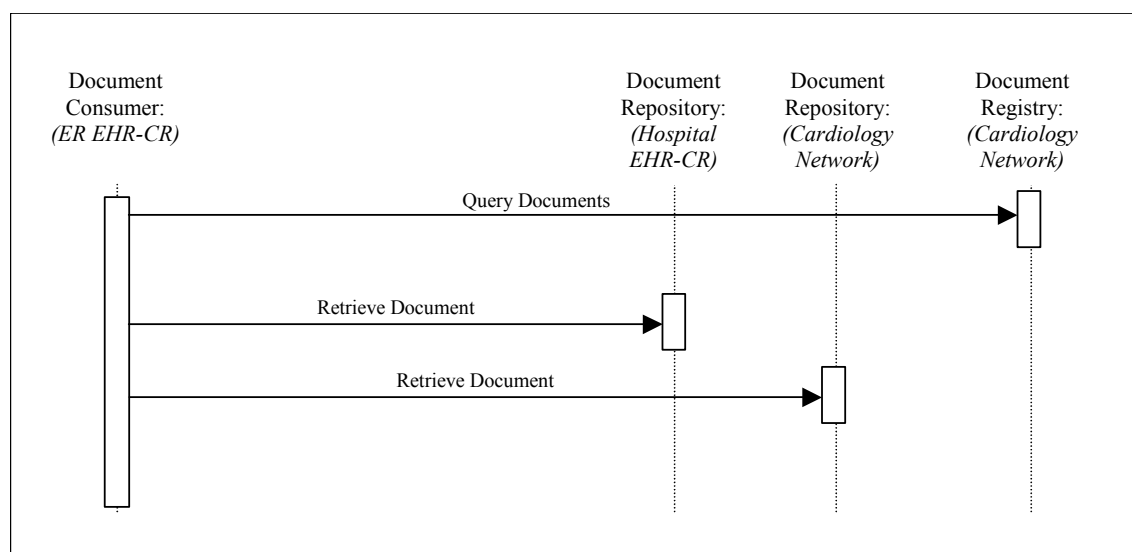 Document
Consumer:
(ER EHR-CR)
Document
Repository:
(Hospital
EHR-CR)
Document
Repository:
(Cardiology
Network)
Document
Registry:
(Cardiology
Network)
Query Documents
Retrieve Document
Retrieve Document